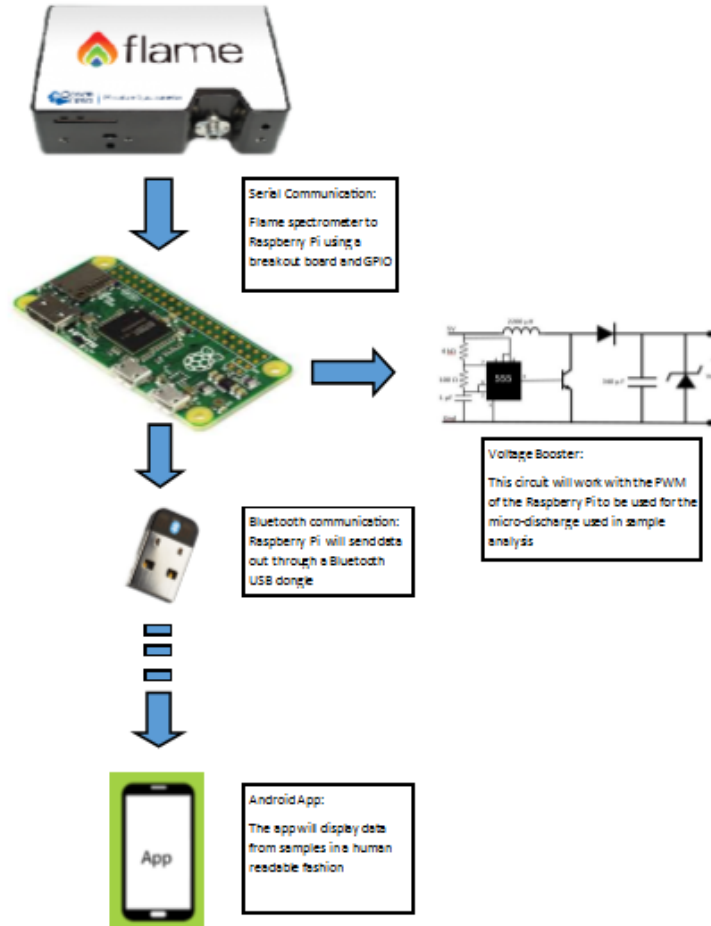 flame
Serial Communication:
Flame spectrometer to
Raspberry Pi using a
breakout board and GPIO
5V
555
Voltage Booster:
This circuit will work with the PWM
of the Raspberry Pi to be used for the
micro-discharge used in sample
analysis
Bluetooth communication:
Raspberry Pi will send data
out through a Bluetooth
USB dongle
App
Android App:
The app will display data
from samples in a human
readable fashion